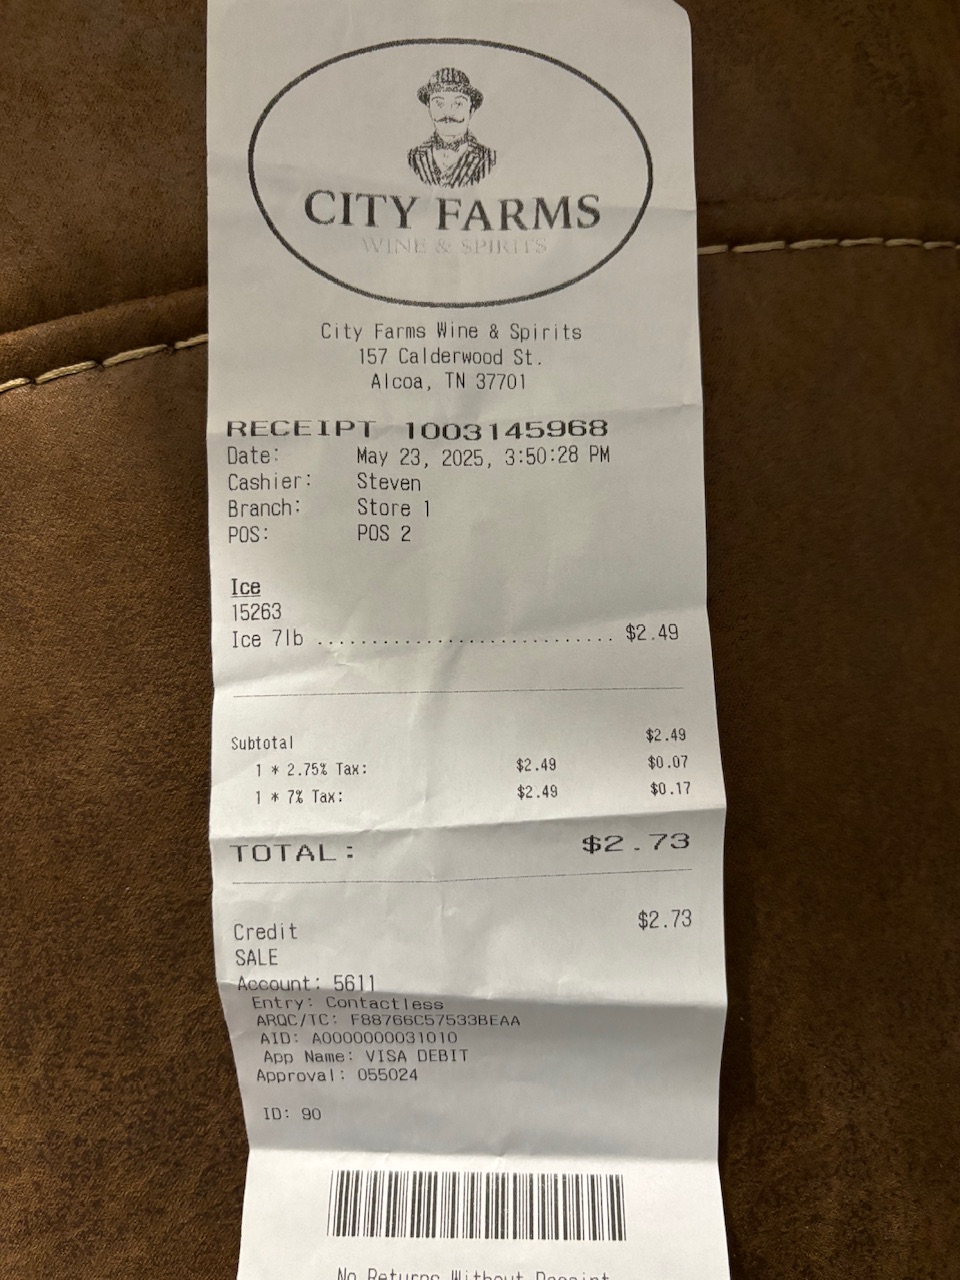 CITY FARMS
WINE & SPIRITS
City Farms Wine & Spirits
157 Calderwood St.
Alcoa, TN 37701
RECEIPT 1003145968
Date: May 23, 2025, 3:50:28 PM
Cashier: Steven
Branch: Store 1
POS: POS 2
Ice
15263
Ice 7lb ............................ $2.49
Subtotal $2.49
1 * 2.75% Tax: $2.49 $0.07
1 * 7% Tax: $2.49 $0.17
TOTAL: $2.73
Credit $2.73
SALE
Account: 5611
Entry: Contactless
ARQC/TC: F88766C57533BEAA
AID: A0000000031010
App Name: VISA DEBIT
Approval: 055024
ID: 90
No Returns Without Receipt